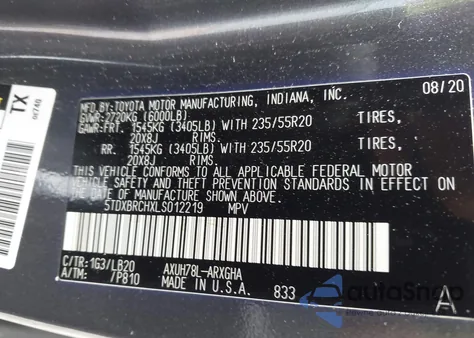 TX
MFD.BY:TOYOTA MOTOR MANUFACTURING, INDIANA, INC. 08/20
GVWR: 2720KG (6000LB)
GAWR:FRT. 1545KG (3405LB) WITH 235/55R20 TIRES,
20X8J RIMS.
RR. 1545KG (3405LB) WITH 235/55R20 TIRES,
20X8J RIMS.
THIS VEHICLE CONFORMS TO ALL APPLICABLE FEDERAL MOTOR
VEHICLE SAFETY AND THEFT PREVENTION STANDARDS IN EFFECT ON
THE DATE OF MANUFACTURE SHOWN ABOVE.
5TDXBRCHXLS012219 MPV
C/TR:1G3/LB20 AXUH78L-ARXGHA
A/TM: /P810 MADE IN U.S.A. 833 A
autoSnap